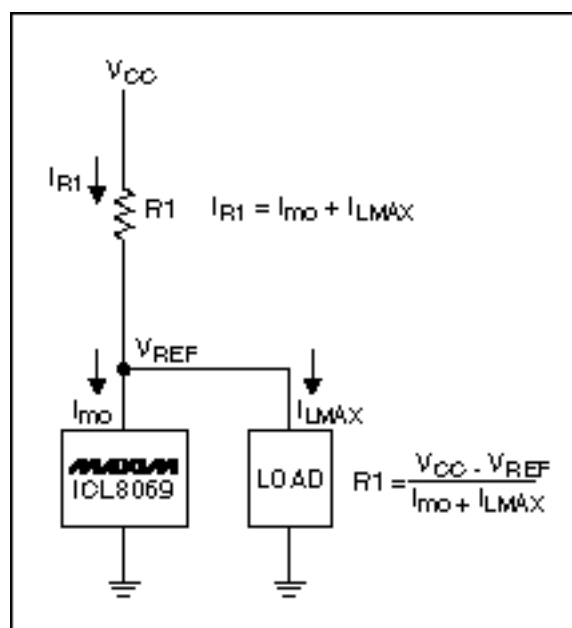 VCC
IR1
R1
IR1 = Imo + ILMAX
VREF
Imo
ILMAX
MAXIM
ICL8069
LOAD
R1 = VCC - VREF
Imo + ILMAX